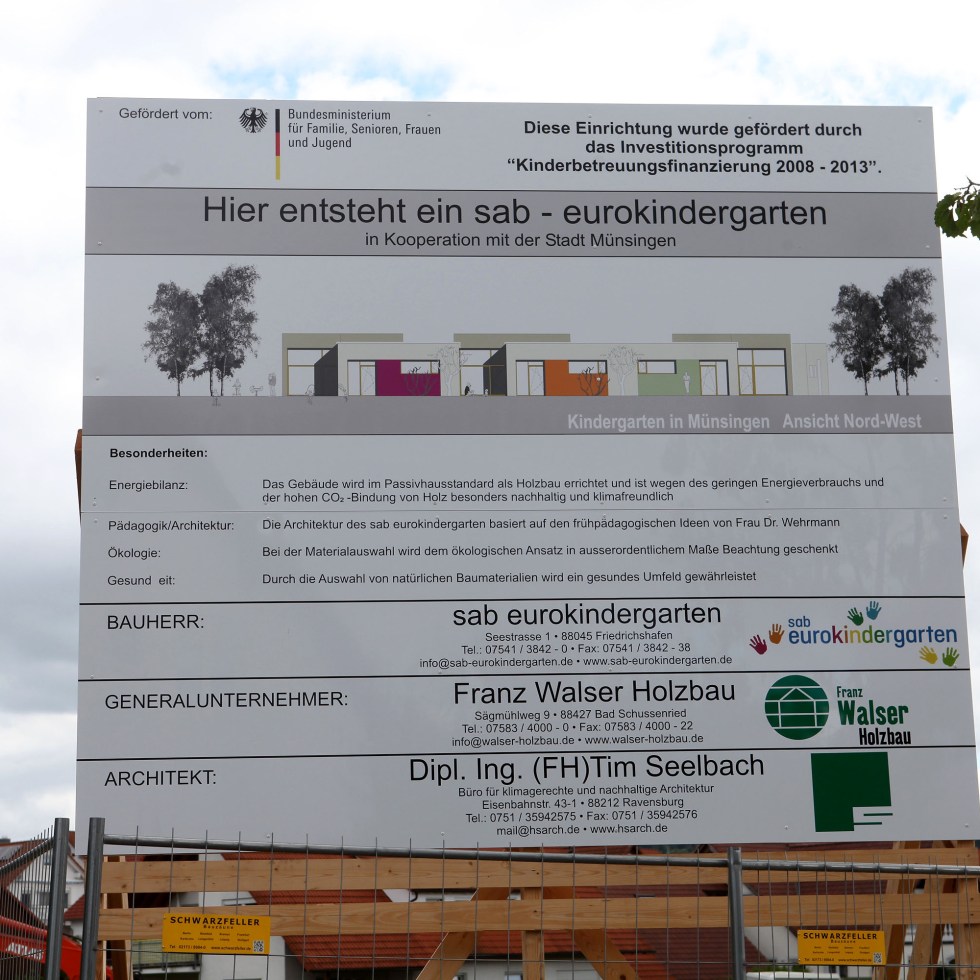 Gefördert vom:
Bundesministerium
für Familie, Senioren, Frauen
und Jugend
Diese Einrichtung wurde gefördert durch
das Investitionsprogramm
“Kinderbetreuungsfinanzierung 2008 - 2013”.
Hier entsteht ein sab - eurokindergarten
in Kooperation mit der Stadt Münsingen
Kindergarten in Münsingen Ansicht Nord-West
Besonderheiten:
Energiebilanz: Das Gebäude wird im Passivhausstandard als Holzbau errichtet und ist wegen des geringen Energieverbrauchs und
der hohen CO₂ -Bindung von Holz besonders nachhaltig und klimafreundlich
Pädagogik/Architektur: Die Architektur des sab eurokindergarten basiert auf den frühpädagogischen Ideen von Frau Dr. Wehrmann
Ökologie: Bei der Materialauswahl wird dem ökologischen Ansatz in ausserordentlichem Maße Beachtung geschenkt
Gesund eit: Durch die Auswahl von natürlichen Baumaterialien wird ein gesundes Umfeld gewährleistet
BAUHERR:
sab eurokindergarten
Seestrasse 1 • 88045 Friedrichshafen
Tel.: 07541 / 3842 - 0 • Fax: 07541 / 3842 - 38
info@sab-eurokindergarten.de • www.sab-eurokindergarten.de
sab
eurokindergarten
GENERALUNTERNEHMER:
Franz Walser Holzbau
Sägmühlweg 9 • 88427 Bad Schussenried
Tel.: 07583 / 4000 - 0 • Fax: 07583 / 4000 - 22
info@walser-holzbau.de • www.walser-holzbau.de
Franz
Walser
Holzbau
ARCHITEKT:
Dipl. Ing. (FH)Tim Seelbach
Büro für klimagerechte und nachhaltige Architektur
Eisenbahnstr. 43-1 • 88212 Ravensburg
Tel.: 0751 / 35942575 • Fax: 0751 / 35942576
mail@hsarch.de • www.hsarch.de
SCHWARZFELLER
Bauzäune
SCHWARZFELLER
Bauzäune